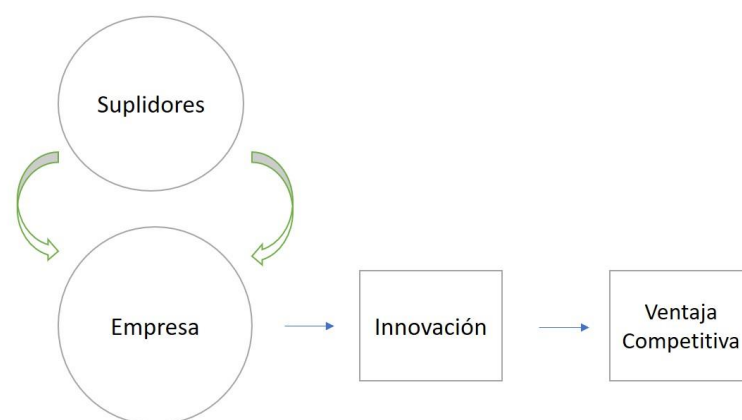 Suplidores
Empresa
Innovación
Ventaja
Competitiva